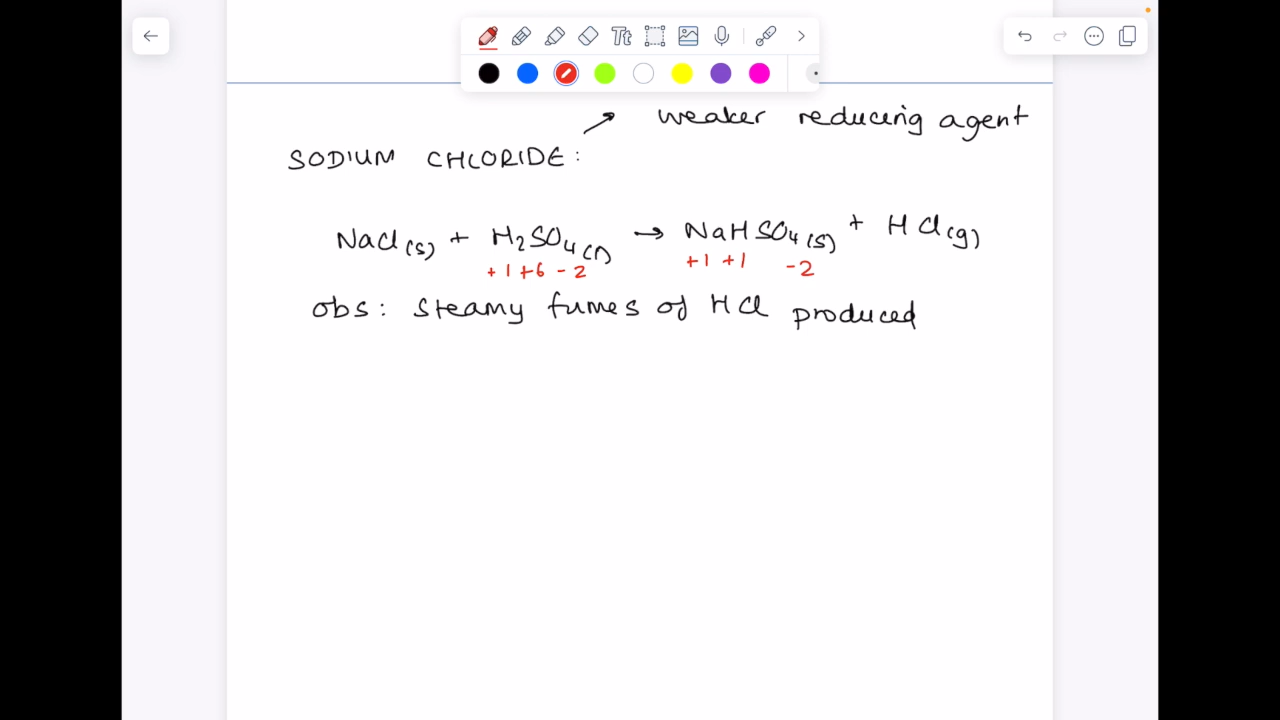 Tt
weaker reducing agent
SODIUM CHLORIDE:
NaCl(s) + H₂SO₄(l) → NaHSO₄(s) + HCl(g)
+1 +6 -2 +1 +1 -2
obs: Steamy fumes of HCl produced